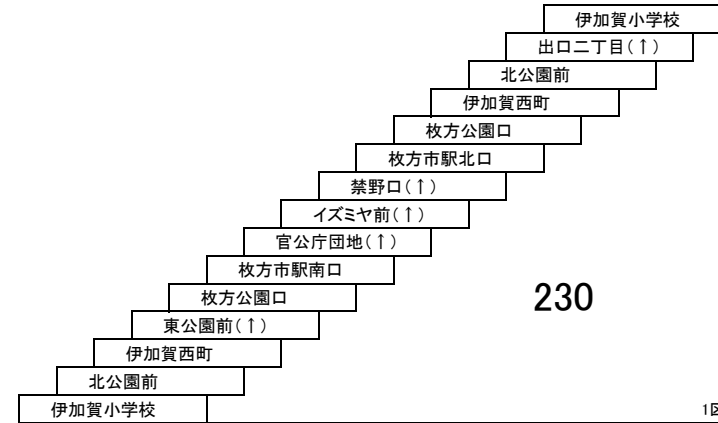 伊加賀小学校
出口二丁目(↑)
北公園前
伊加賀西町
枚方公園口
枚方市駅北口
禁野口(↑)
イズミヤ前(↑)
官公庁団地(↑)
枚方市駅南口
枚方公園口
230
東公園前(↑)
伊加賀西町
北公園前
伊加賀小学校
1区